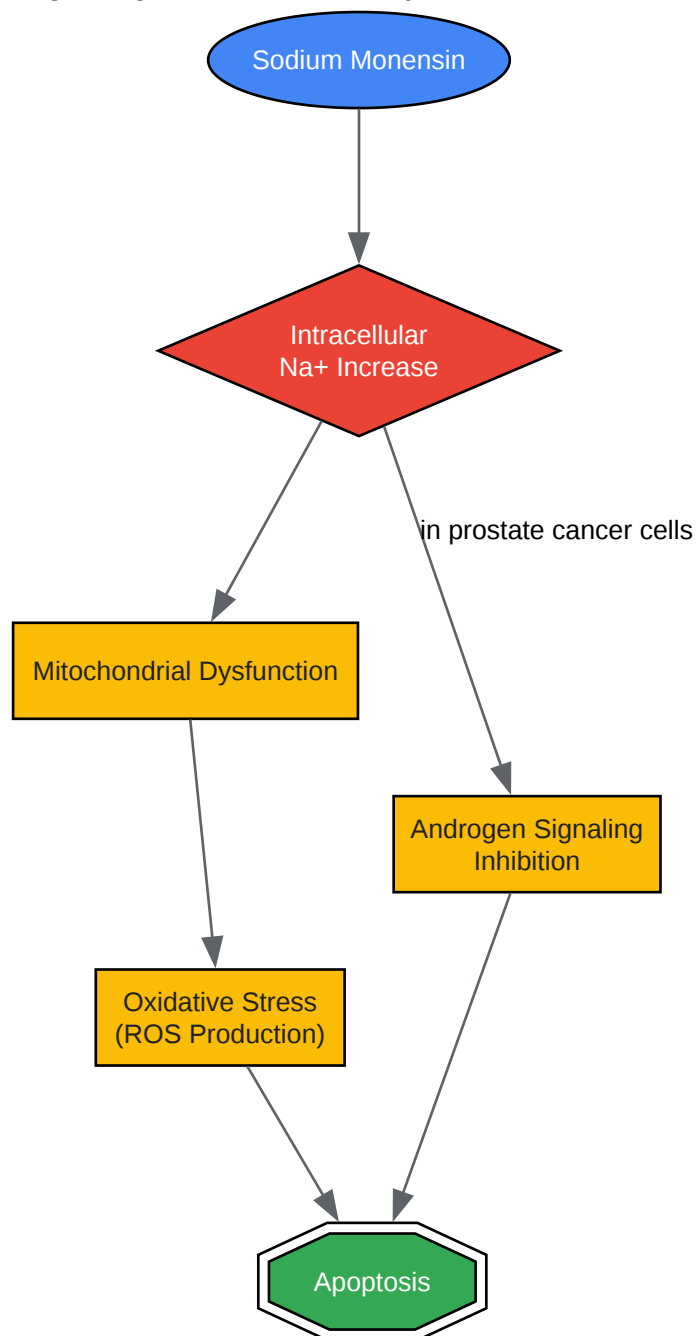 Sodium Monensin
Intracellular
Na+ Increase
in prostate cancer cells
Mitochondrial Dysfunction
Androgen Signaling
Inhibition
Oxidative Stress
(ROS Production)
Apoptosis